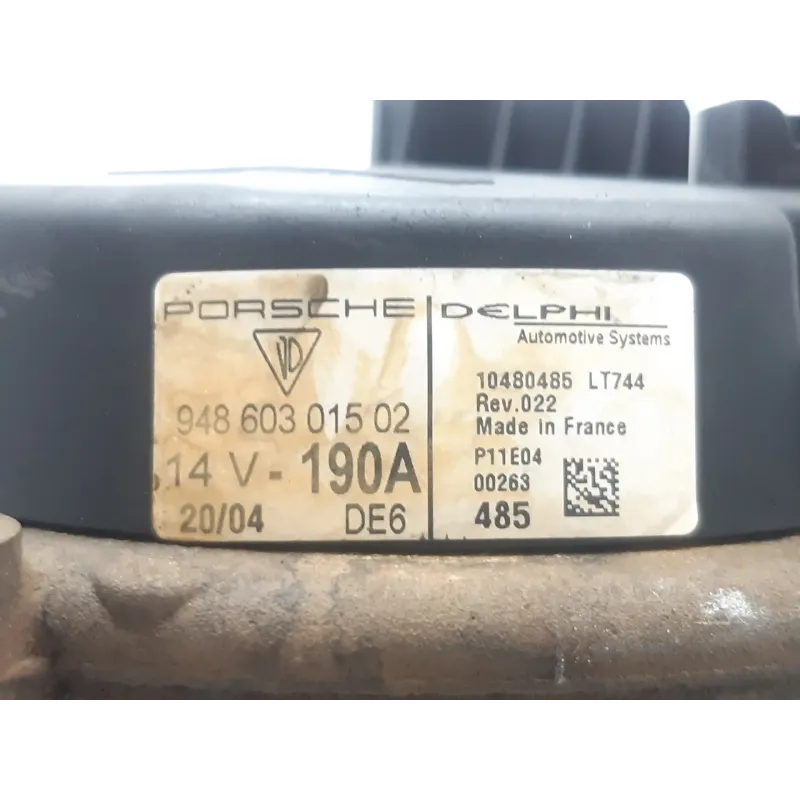 PORSCHE
948 603 015 02
14 V - 190A
20/04 DE6
DELPHI
Automotive Systems
10480485 LT744
Rev.022
Made in France
P11E04
00263
485